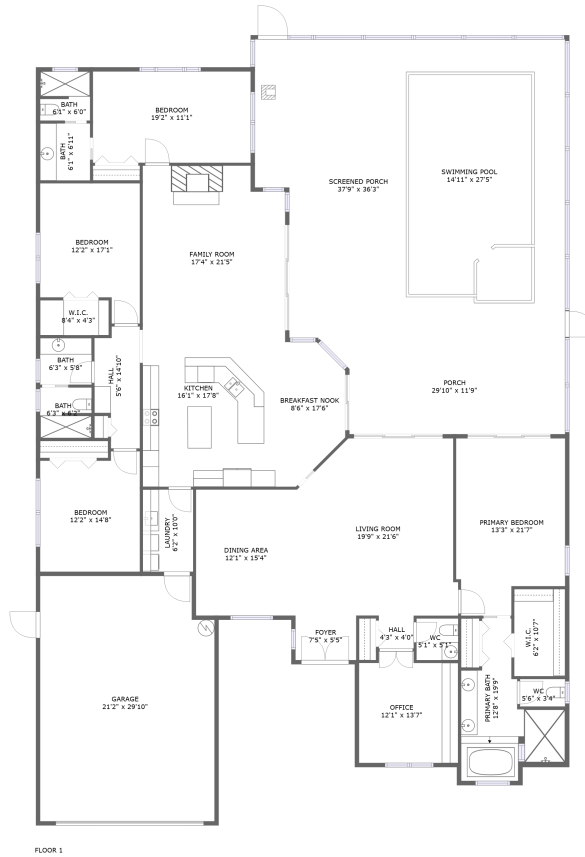 BATH
6'1" x 6'0"
BEDROOM
19'2" x 11'1"
BATH
6'1" x 6'11"
SCREENED PORCH
37'9" x 36'3"
SWIMMING POOL
14'11" x 27'5"
BEDROOM
12'2" x 17'1"
FAMILY ROOM
17'4" x 21'5"
W.I.C.
8'4" x 4'3"
BATH
6'3" x 5'8"
HALL
5'6" x 14'10"
KITCHEN
16'1" x 17'8"
BREAKFAST NOOK
8'6" x 17'6"
PORCH
29'10" x 11'9"
BATH
6'3" x 6'2"
BEDROOM
12'2" x 14'8"
LAUNDRY
6'2" x 10'0"
DINING AREA
12'1" x 15'4"
LIVING ROOM
19'9" x 21'6"
PRIMARY BEDROOM
13'3" x 21'7"
FOYER
7'5" x 5'5"
HALL
4'3" x 4'0"
WC
5'1" x 5'1"
W.I.C.
6'2" x 10'7"
GARAGE
21'2" x 29'10"
OFFICE
12'1" x 13'7"
PRIMARY BATH
12'8" x 19'9"
WC
5'6" x 3'4"
FLOOR 1